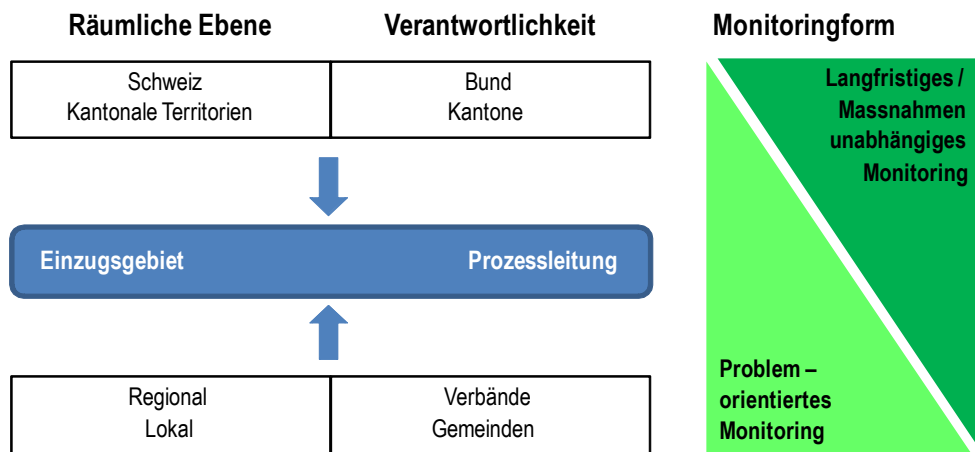 Räumliche Ebene
Verantwortlichkeit
Monitoringform
Schweiz
Kantonale Territorien
Bund
Kantone
Langfristiges /
Massnahmen
unabhängiges
Monitoring
Einzugsgebiet
Prozessleitung
Regional
Lokal
Verbände
Gemeinden
Problem –
orientiertes
Monitoring